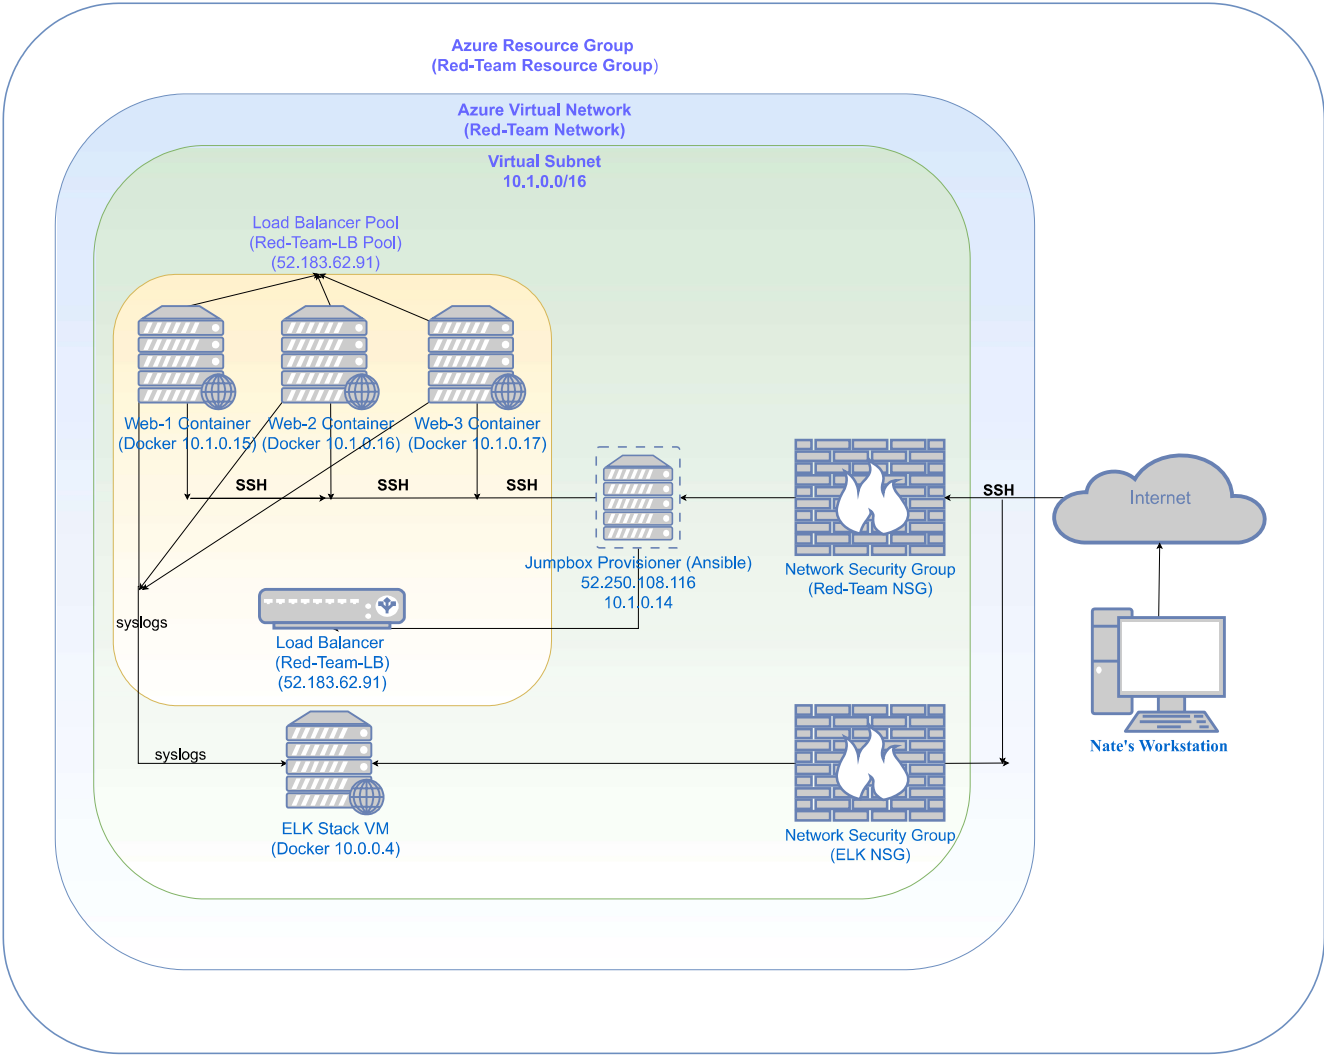 Azure Resource Group
(Red-Team Resource Group)
Azure Virtual Network
(Red-Team Network)
Virtual Subnet
10.1.0.0/16
Load Balancer Pool
(Red-Team-LB Pool)
(52.183.62.91)
Web-1 Container
(Docker 10.1.0.15)
Web-2 Container
(Docker 10.1.0.16)
Web-3 Container
(Docker 10.1.0.17)
SSH
SSH
SSH
SSH
Internet
Jumpbox Provisioner (Ansible)
52.250.108.116
10.1.0.14
Network Security Group
(Red-Team NSG)
syslogs
Load Balancer
(Red-Team-LB)
(52.183.62.91)
Nate's Workstation
syslogs
ELK Stack VM
(Docker 10.0.0.4)
Network Security Group
(ELK NSG)